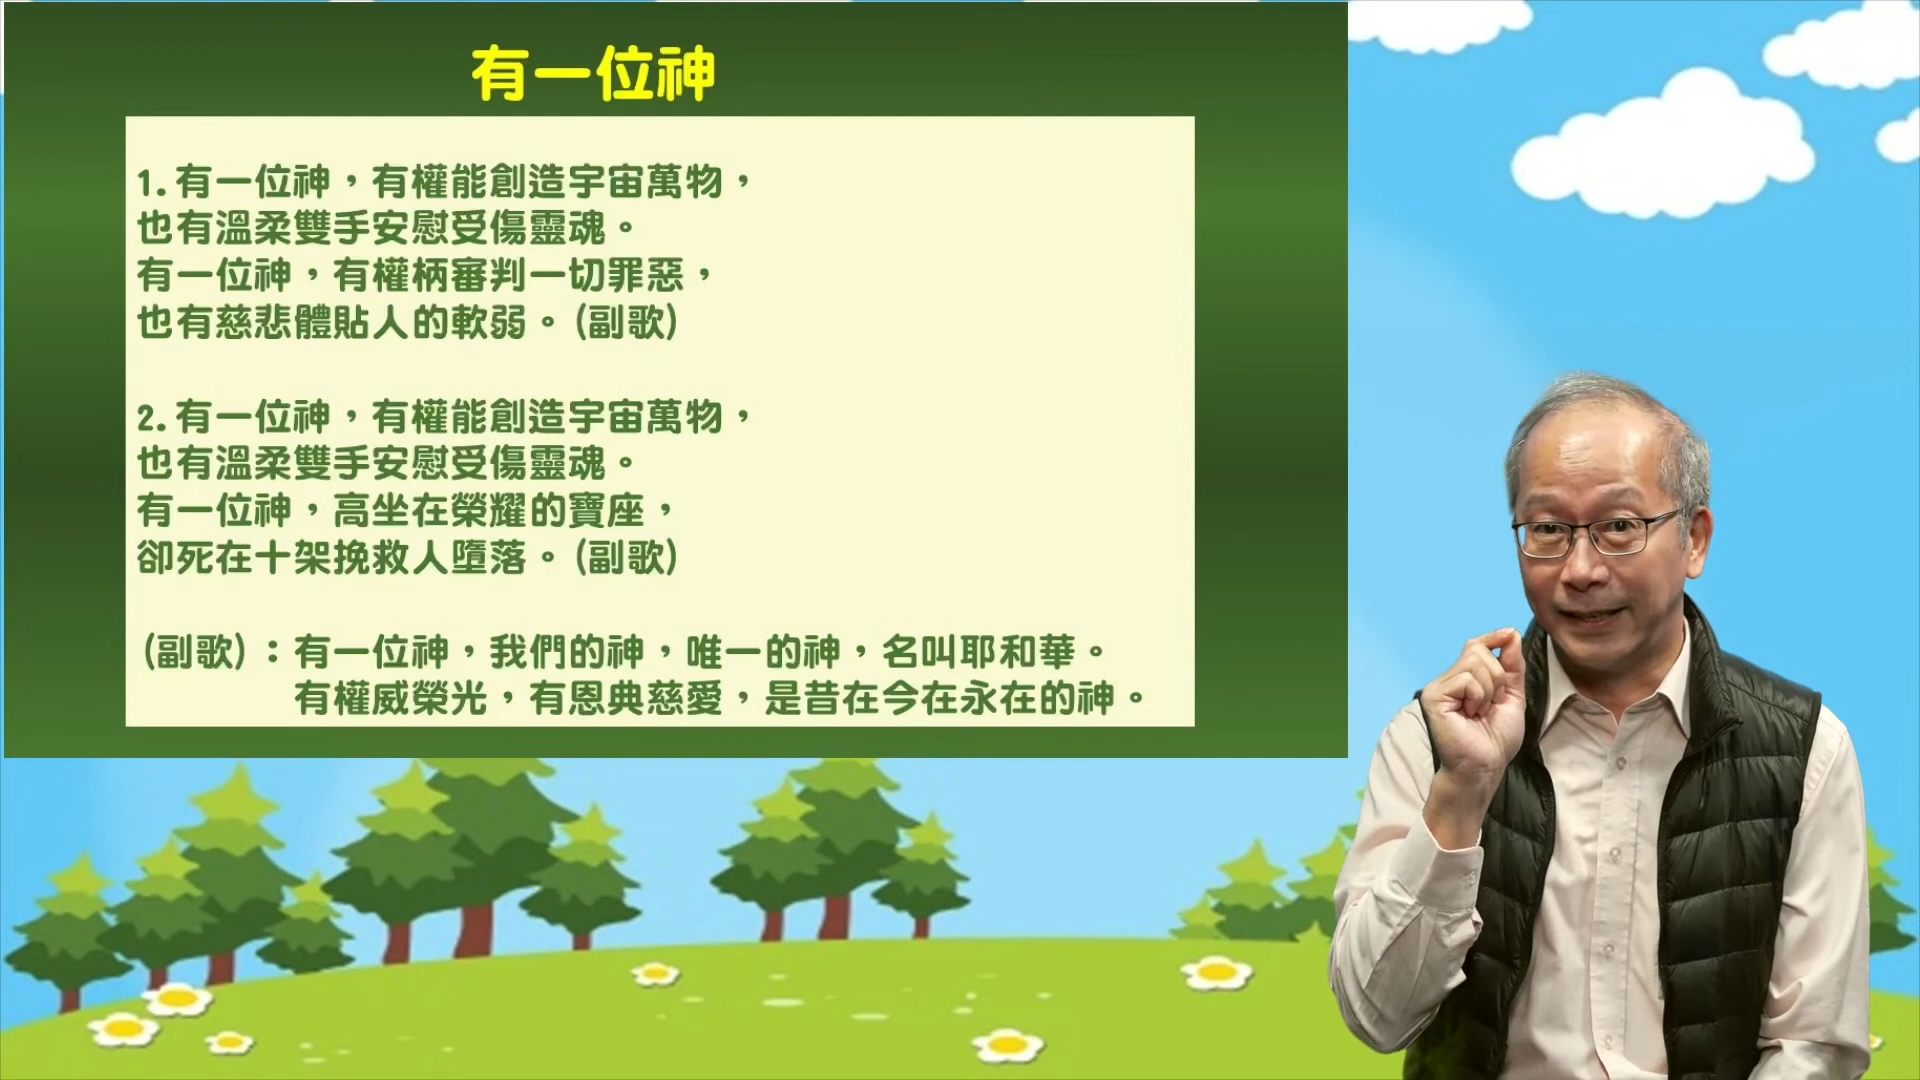 有一位神
1.有一位神，有權能創造宇宙萬物，
也有溫柔雙手安慰受傷靈魂。
有一位神，有權柄審判一切罪惡，
也有慈悲體貼人的軟弱。(副歌)
2.有一位神，有權能創造宇宙萬物，
也有溫柔雙手安慰受傷靈魂。
有一位神，高坐在榮耀的寶座，
卻死在十架挽救人墮落。(副歌)
(副歌)：有一位神，我們的神，唯一的神，名叫耶和華。
有權威榮光，有恩典慈愛，是昔在今在永在的神。